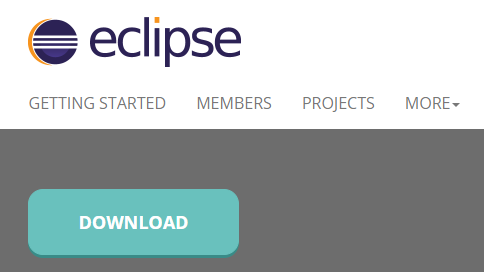 eclipse
GETTING STARTED MEMBERS PROJECTS MORE
DOWNLOAD